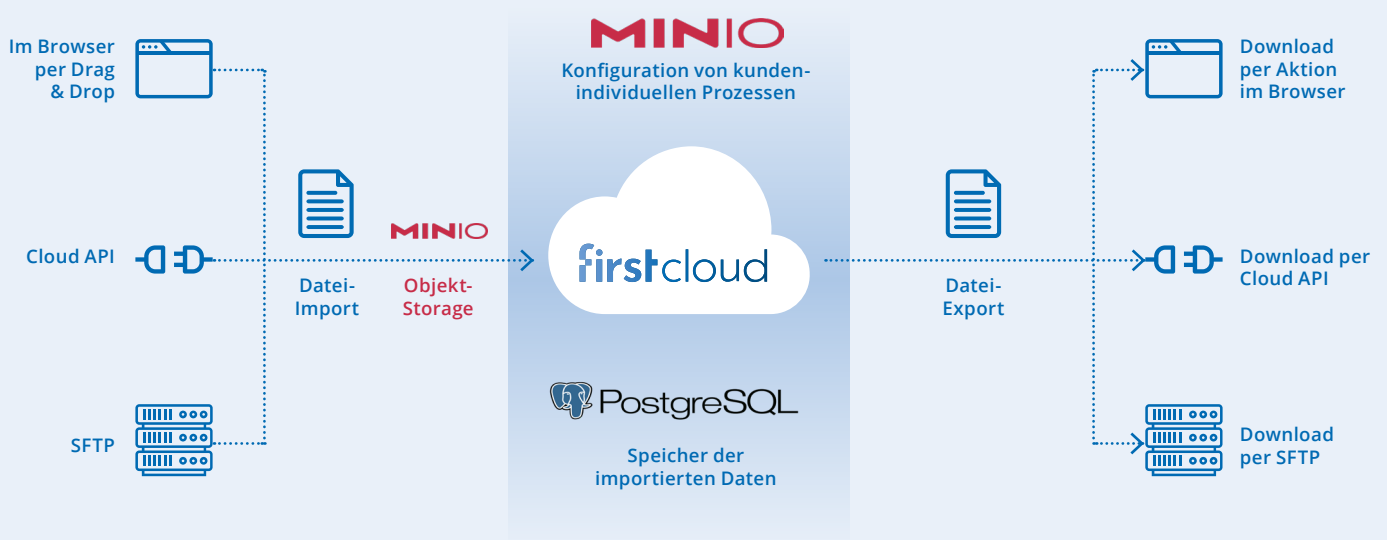 Im Browser
per Drag
& Drop
Cloud API
SFTP
Datei-
Import
MINIO
Objekt-
Storage
MINIO
Konfiguration von kunden-
individuellen Prozessen
firstcloud
PostgreSQL
Speicher der
importierten Daten
Datei-
Export
Download
per Aktion
im Browser
Download per
Cloud API
Download
per SFTP